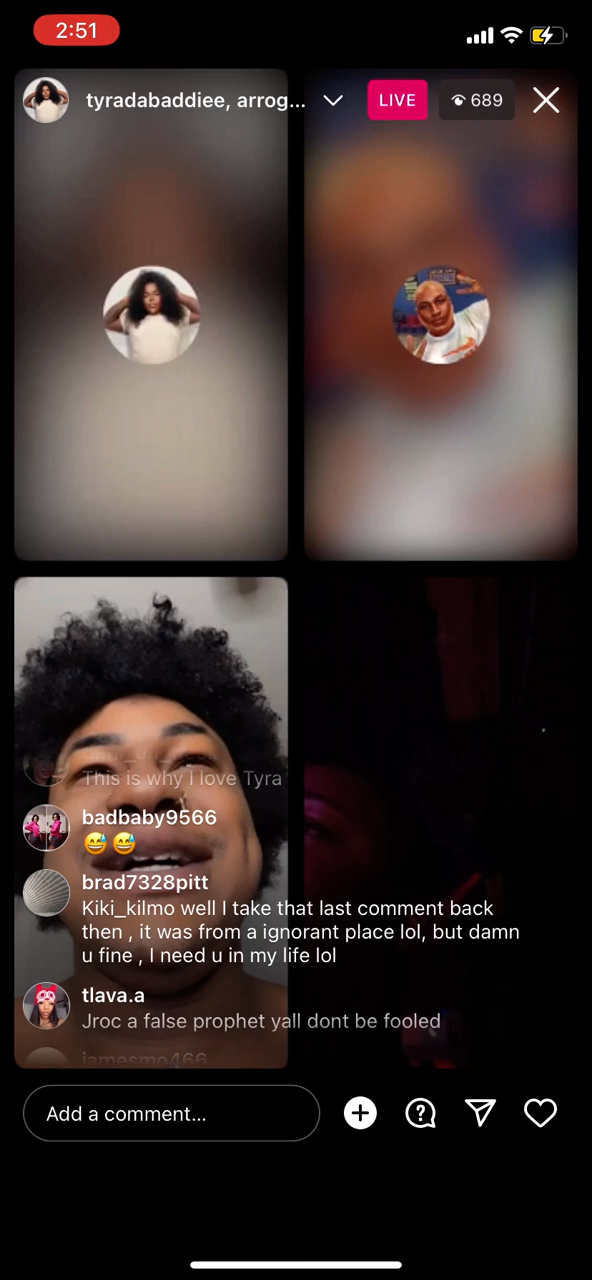 2:51
tyradabaddiee, arrog...
LIVE
689
This is why I love Tyra
badbaby9566
😅 😅
brad7328pitt
Kiki_kilmo well I take that last comment back
then , it was from a ignorant place lol, but damn
u fine , I need u in my life lol
tlava.a
Jroc a false prophet yall dont be fooled
jamesmo466
Add a comment...